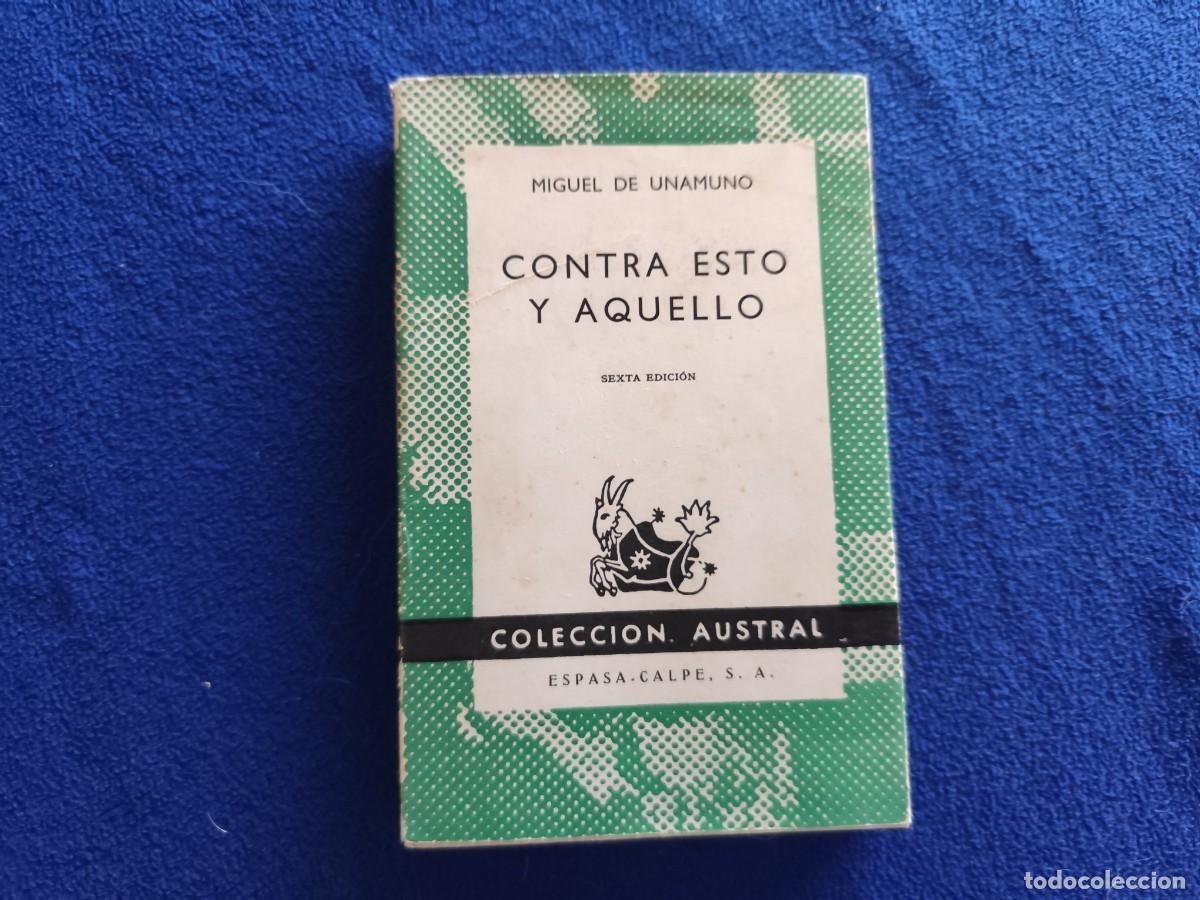 MIGUEL DE UNAMUNO
CONTRA ESTO
Y AQUELLO
SEXTA EDICIÓN
COLECCION AUSTRAL
ESPASA-CALPE, S. A.
todocoleccion